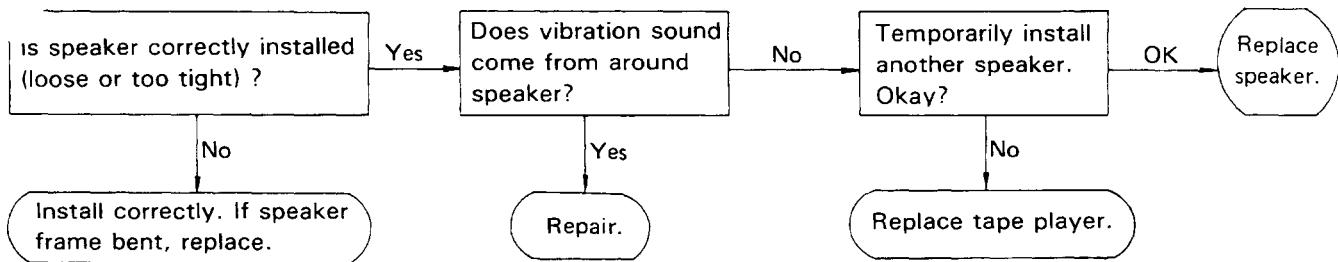 Is speaker correctly installed
(loose or too tight) ?
Yes
Does vibration sound
come from around
speaker?
No
Temporarily install
another speaker.
Okay?
OK
Replace
speaker.
No
Yes
No
Install correctly. If speaker
frame bent, replace.
Repair.
Replace tape player.